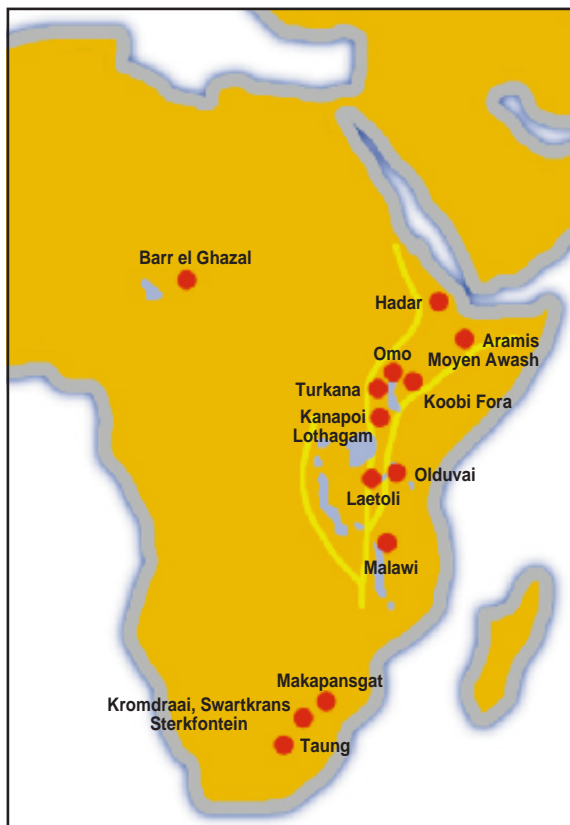 Barr el Ghazal
Hadar
Aramis
Moyen Awash
Omo
Turkana
Koobi Fora
Kanapoi
Lothagam
Olduvai
Laetoli
Malawi
Makapansgat
Kromdraai, Swartkrans
Sterkfontein
Taung